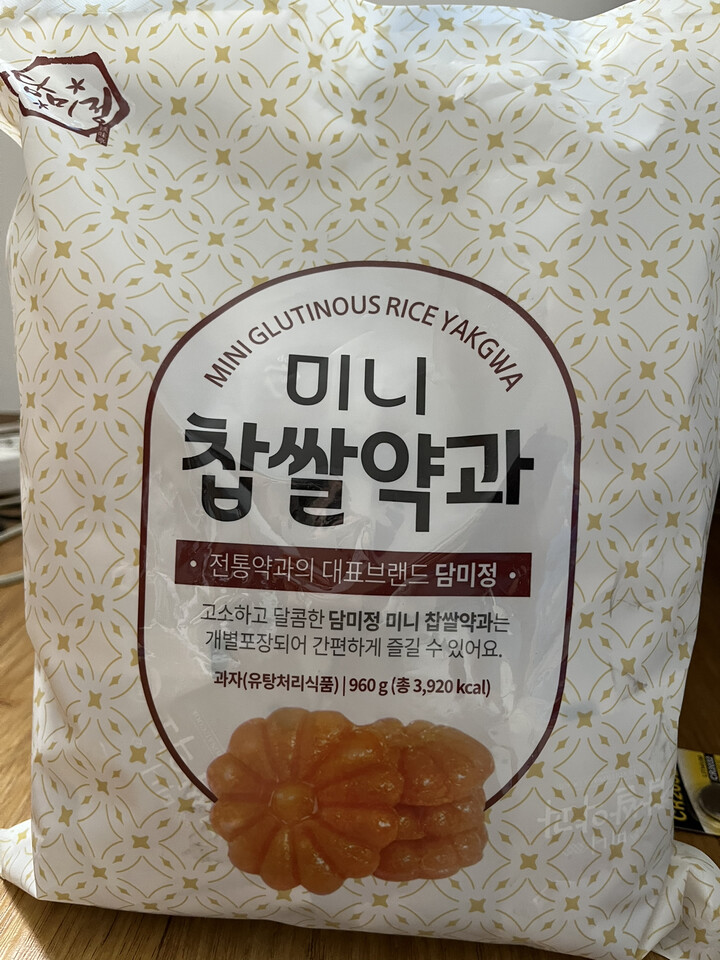 담미정
MINI GLUTINOUS RICE YAKGWA
미니
찹쌀약과
• 전통약과의 대표브랜드 담미정 •
고소하고 달콤한 담미정 미니 찹쌀약과는
개별포장되어 간편하게 즐길 수 있어요.
과자(유탕처리식품) | 960 g (총 3,920 kcal)